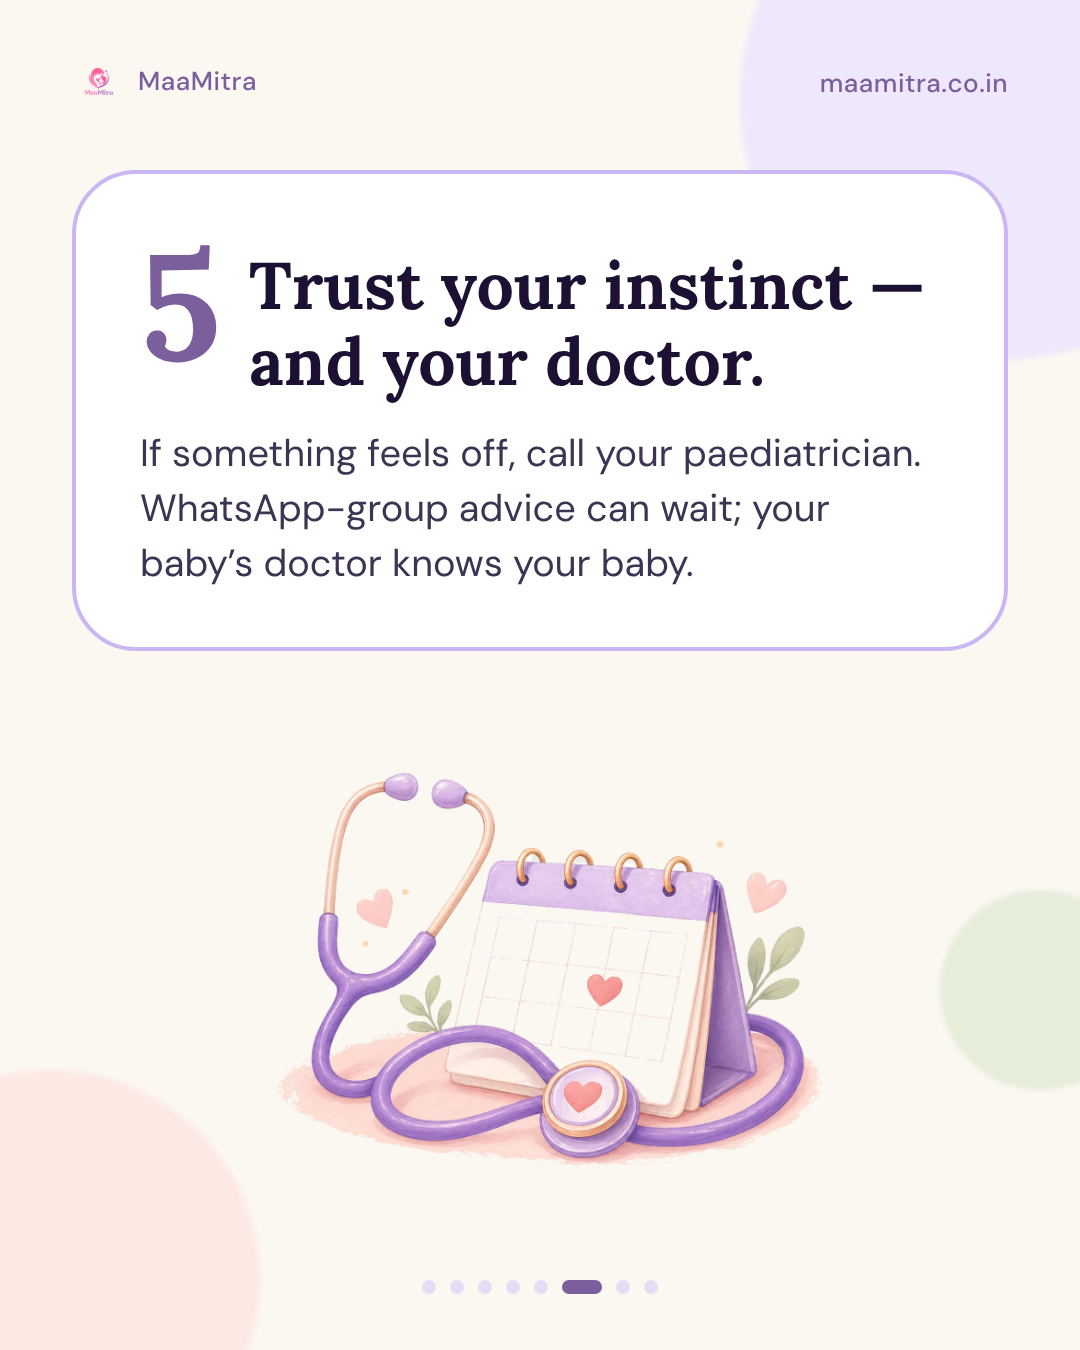 MaaMitra
MaaMitra
maamitra.co.in
5
Trust your instinct —
and your doctor.
If something feels off, call your paediatrician.
WhatsApp-group advice can wait; your
baby’s doctor knows your baby.